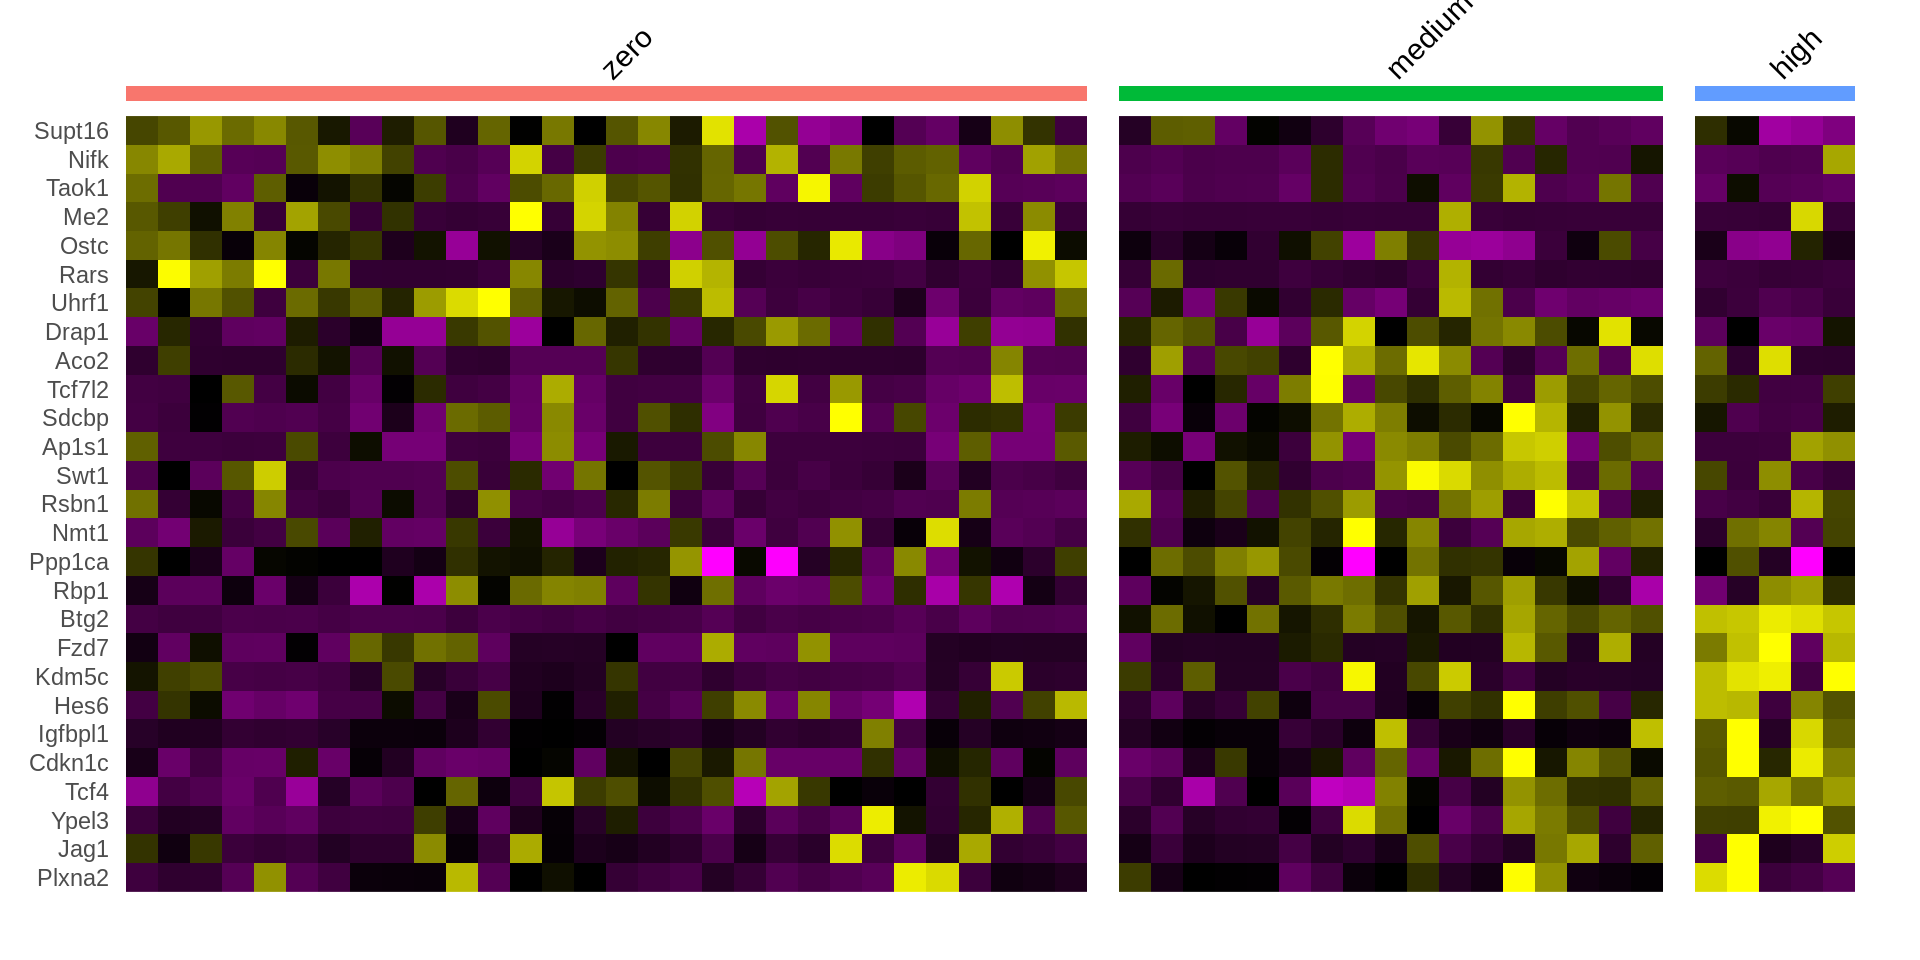 zero
medium
high
Supt16
Nifk
Taok1
Me2
Ostc
Rars
Uhrf1
Drap1
Aco2
Tcf7l2
Sdcbp
Ap1s1
Swt1
Rsbn1
Nmt1
Ppp1ca
Rbp1
Btg2
Fzd7
Kdm5c
Hes6
Igfbpl1
Cdkn1c
Tcf4
Ypel3
Jag1
Plxna2